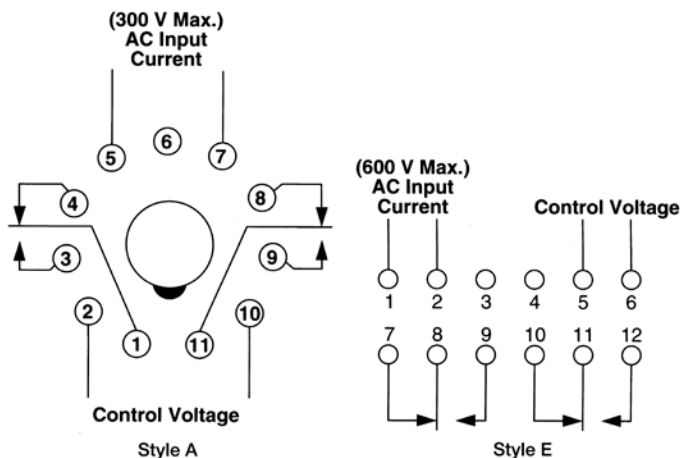 (300 V Max.)
AC Input
Current
5
6
7
4
8
3
9
2
10
1
11
Control Voltage
Style A
(600 V Max.)
AC Input
Current
Control Voltage
1 2 3 4 5 6
7 8 9 10 11 12
Style E